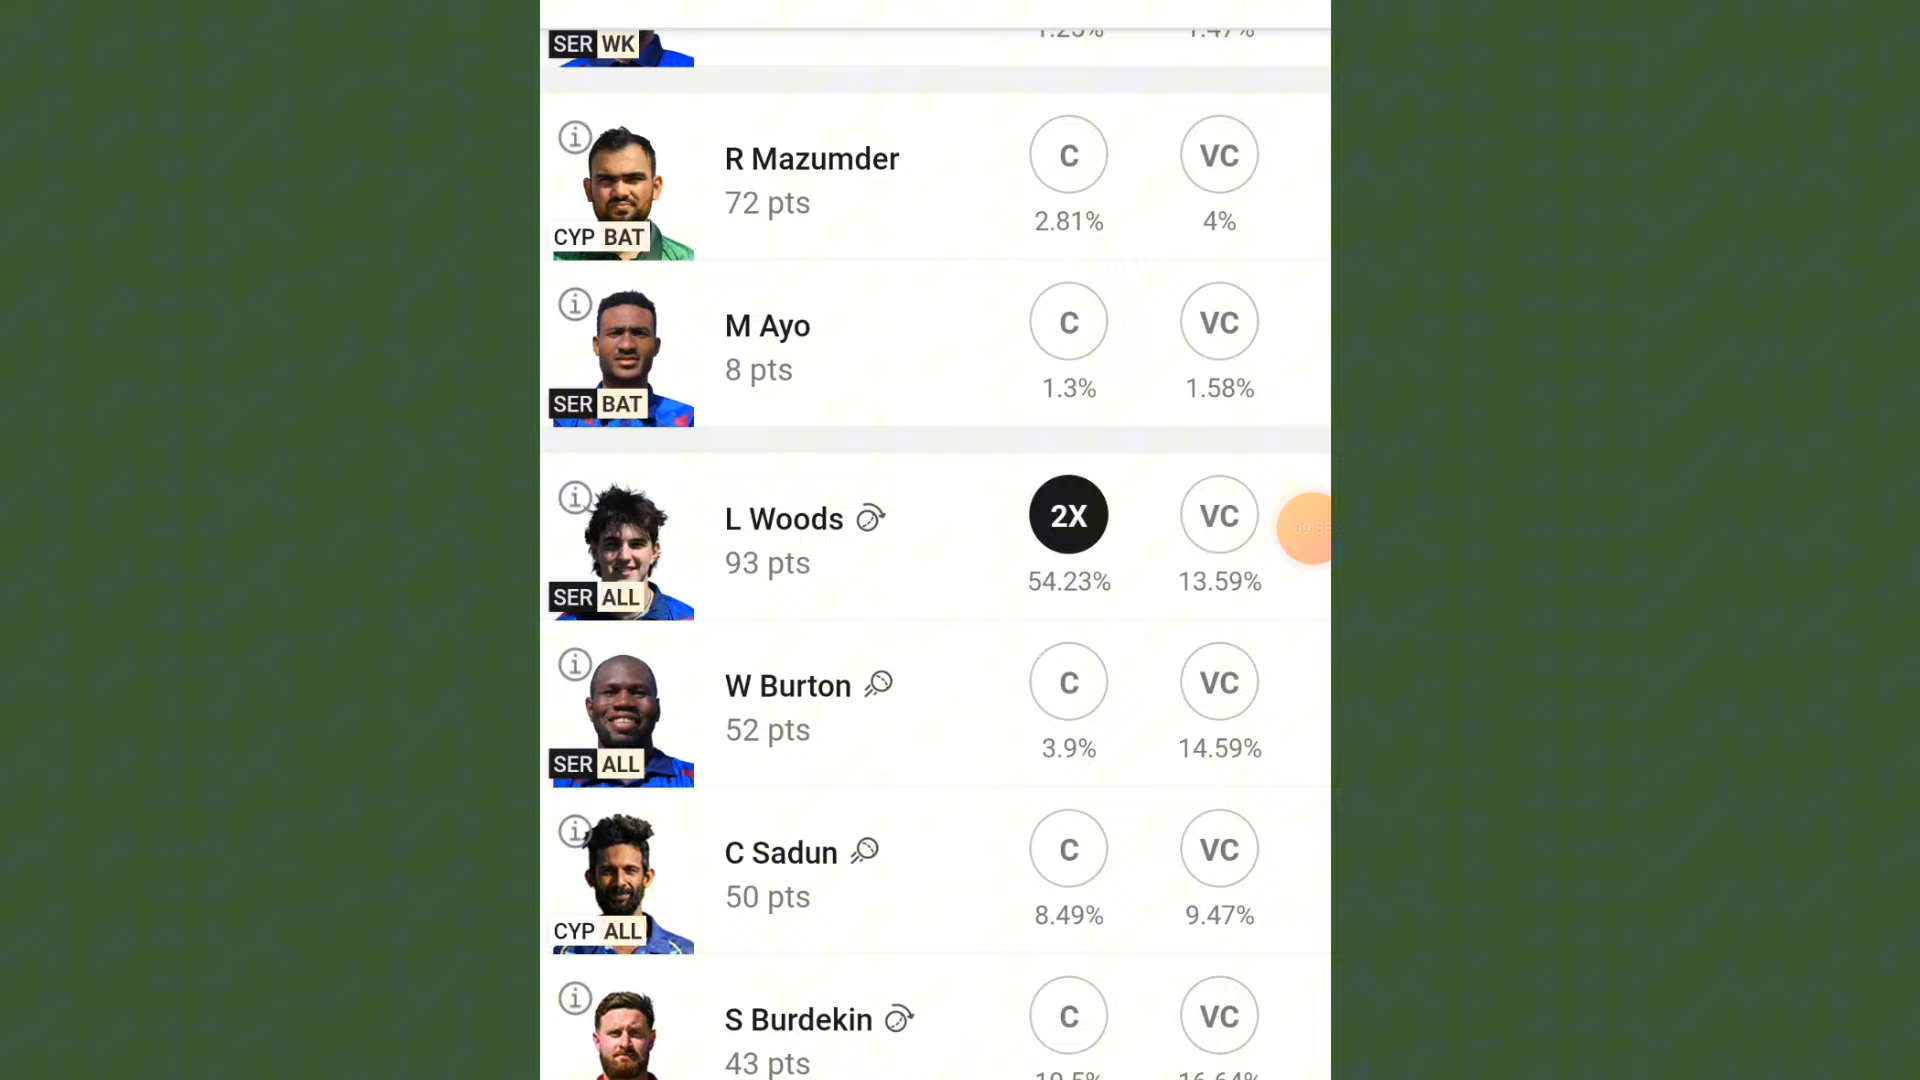 SER WK
R Mazumder
72 pts
CYP BAT
C
2.81%
VC
4%
M Ayo
8 pts
SER BAT
C
1.3%
VC
1.58%
L Woods
93 pts
SER ALL
2X
54.23%
VC
13.59%
W Burton
52 pts
SER ALL
C
3.9%
VC
14.59%
C Sadun
50 pts
CYP ALL
C
8.49%
VC
9.47%
S Burdekin
43 pts
C
VC